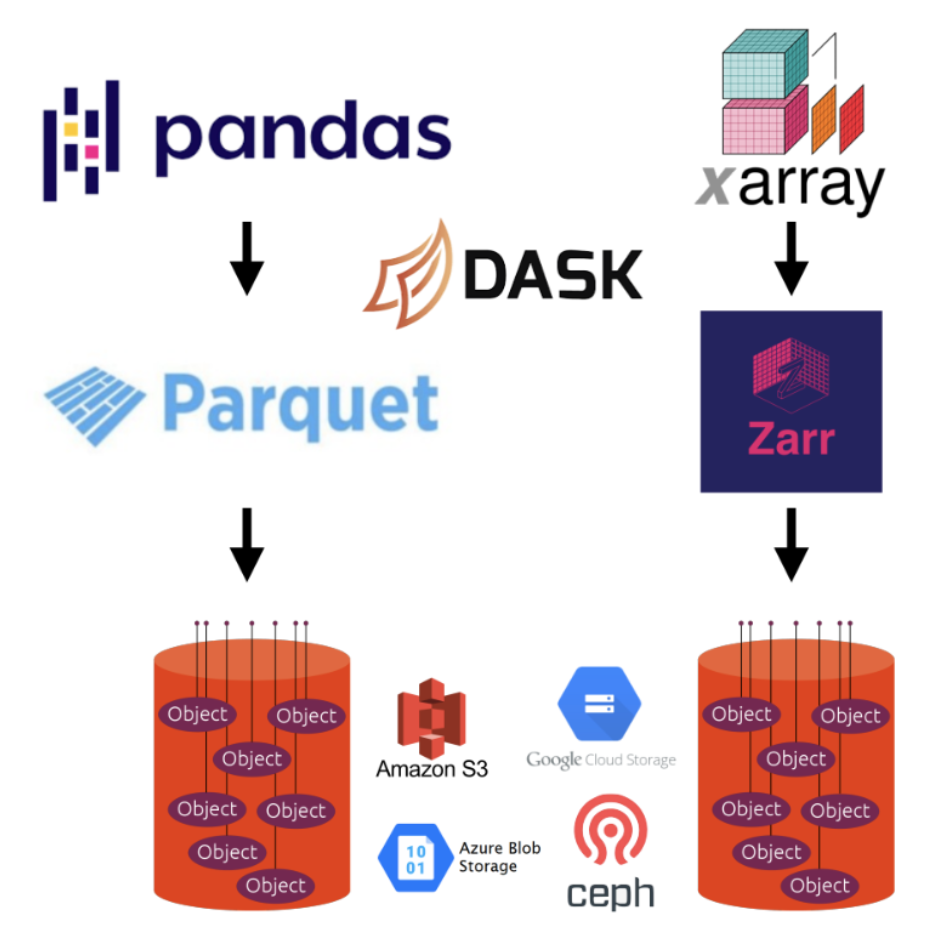 pandas
xarray
DASK
Parquet
Zarr
Object
Object
Object
Object
Object
Object
Object
Amazon S3
Google Cloud Storage
10
01
Azure Blob
Storage
ceph
Object
Object
Object
Object
Object
Object
Object